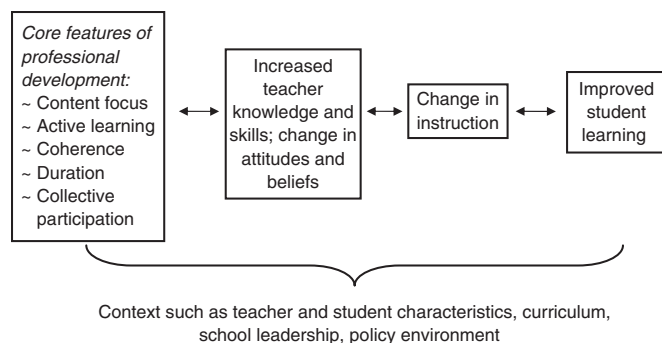 Core features of
professional
development:
~ Content focus
~ Active learning
~ Coherence
~ Duration
~ Collective
participation
Increased
teacher
knowledge and
skills; change in
attitudes and
beliefs
Change in
instruction
Improved
student
learning
Context such as teacher and student characteristics, curriculum,
school leadership, policy environment